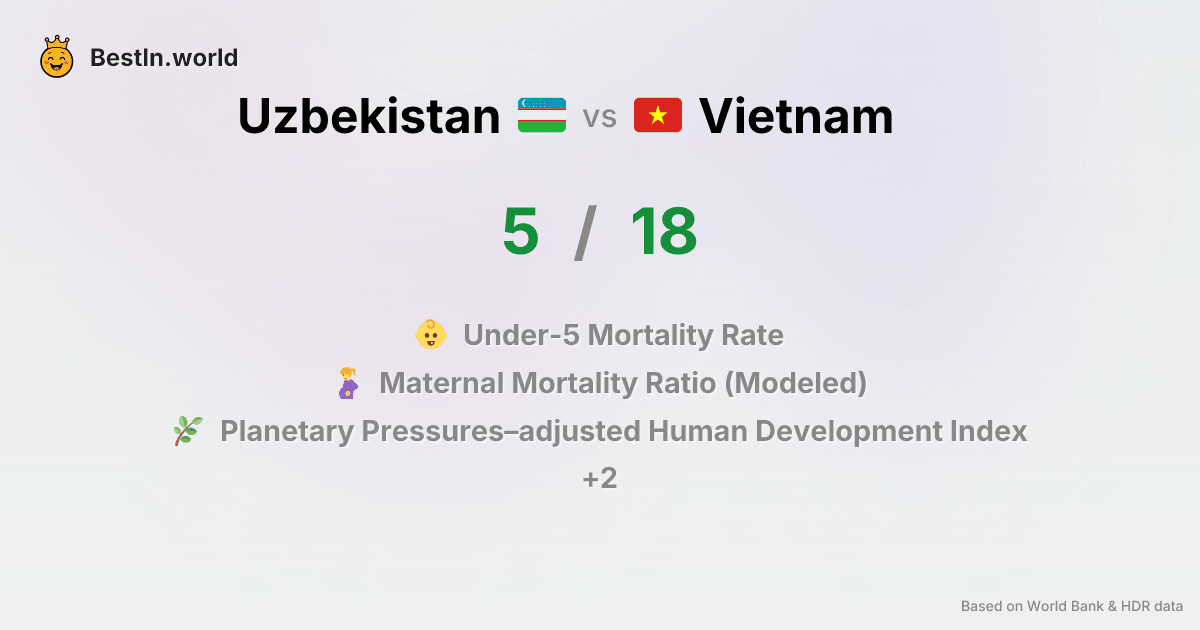 BestIn.world
Uzbekistan vs Vietnam
5 / 18
Under-5 Mortality Rate
Maternal Mortality Ratio (Modeled)
Planetary Pressures–adjusted Human Development Index
+2
Based on World Bank & HDR data